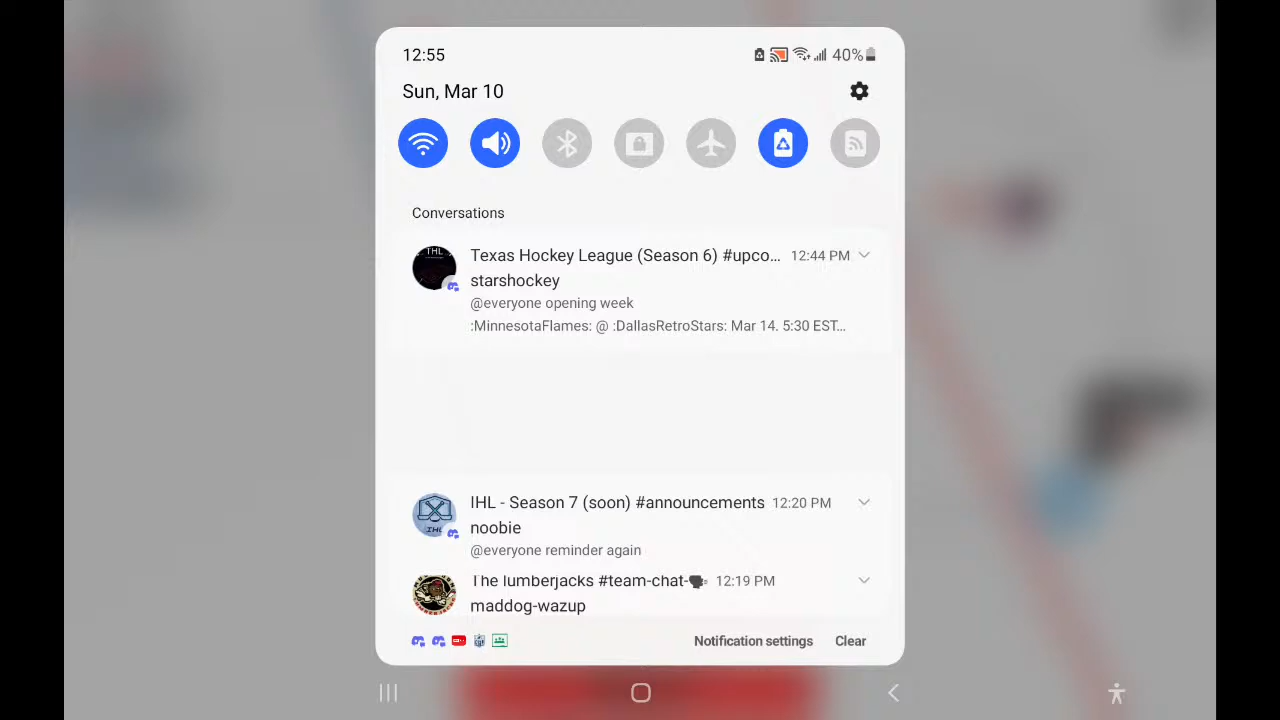 12:55
40%
Sun, Mar 10
Conversations
THL
Texas Hockey League (Season 6) #upco... 12:44 PM
starshockey
@everyone opening week
:MinnesotaFlames: @ :DallasRetroStars: Mar 14. 5:30 EST...
IHL - Season 7 (soon) #announcements 12:20 PM
IHL
noobie
@everyone reminder again
The lumberjacks #team-chat- 12:19 PM
maddog-wazup
Notification settings Clear